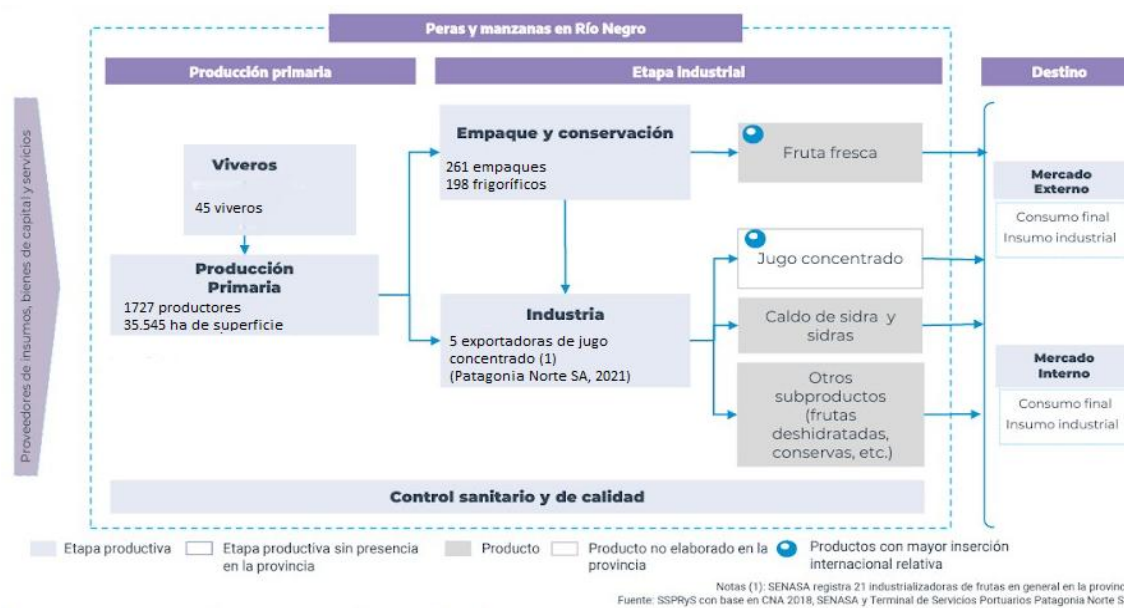 Peras y manzanas en Río Negro
Producción primaria
Etapa industrial
Destino
Proveedores de insumos, bienes de capital y servicios
Viveros
45 viveros
Producción
Primaria
1727 productores
35.545 ha de superficie
Empaque y conservación
261 empaques
198 frigoríficos
Industria
5 exportadoras de jugo
concentrado (1)
(Patagonia Norte SA, 2021)
Fruta fresca
Jugo concentrado
Caldo de sidra y
sidras
Otros
subproductos
(frutas
deshidratadas,
conservas, etc.)
Mercado
Externo
Consumo final
Insumo industrial
Mercado
Interno
Consumo final
Insumo industrial
Control sanitario y de calidad
Etapa productiva
Etapa productiva sin presencia
en la provincia
Producto
Producto no elaborado en la
provincia
Productos con mayor inserción
internacional relativa
Notas (1): SENASA registra 21 industrializadoras de frutas en general en la provinc
Fuente: SSPRyS con base en CNA 2018, SENASA y Terminal de Servicios Portuarios Patagonia Norte S